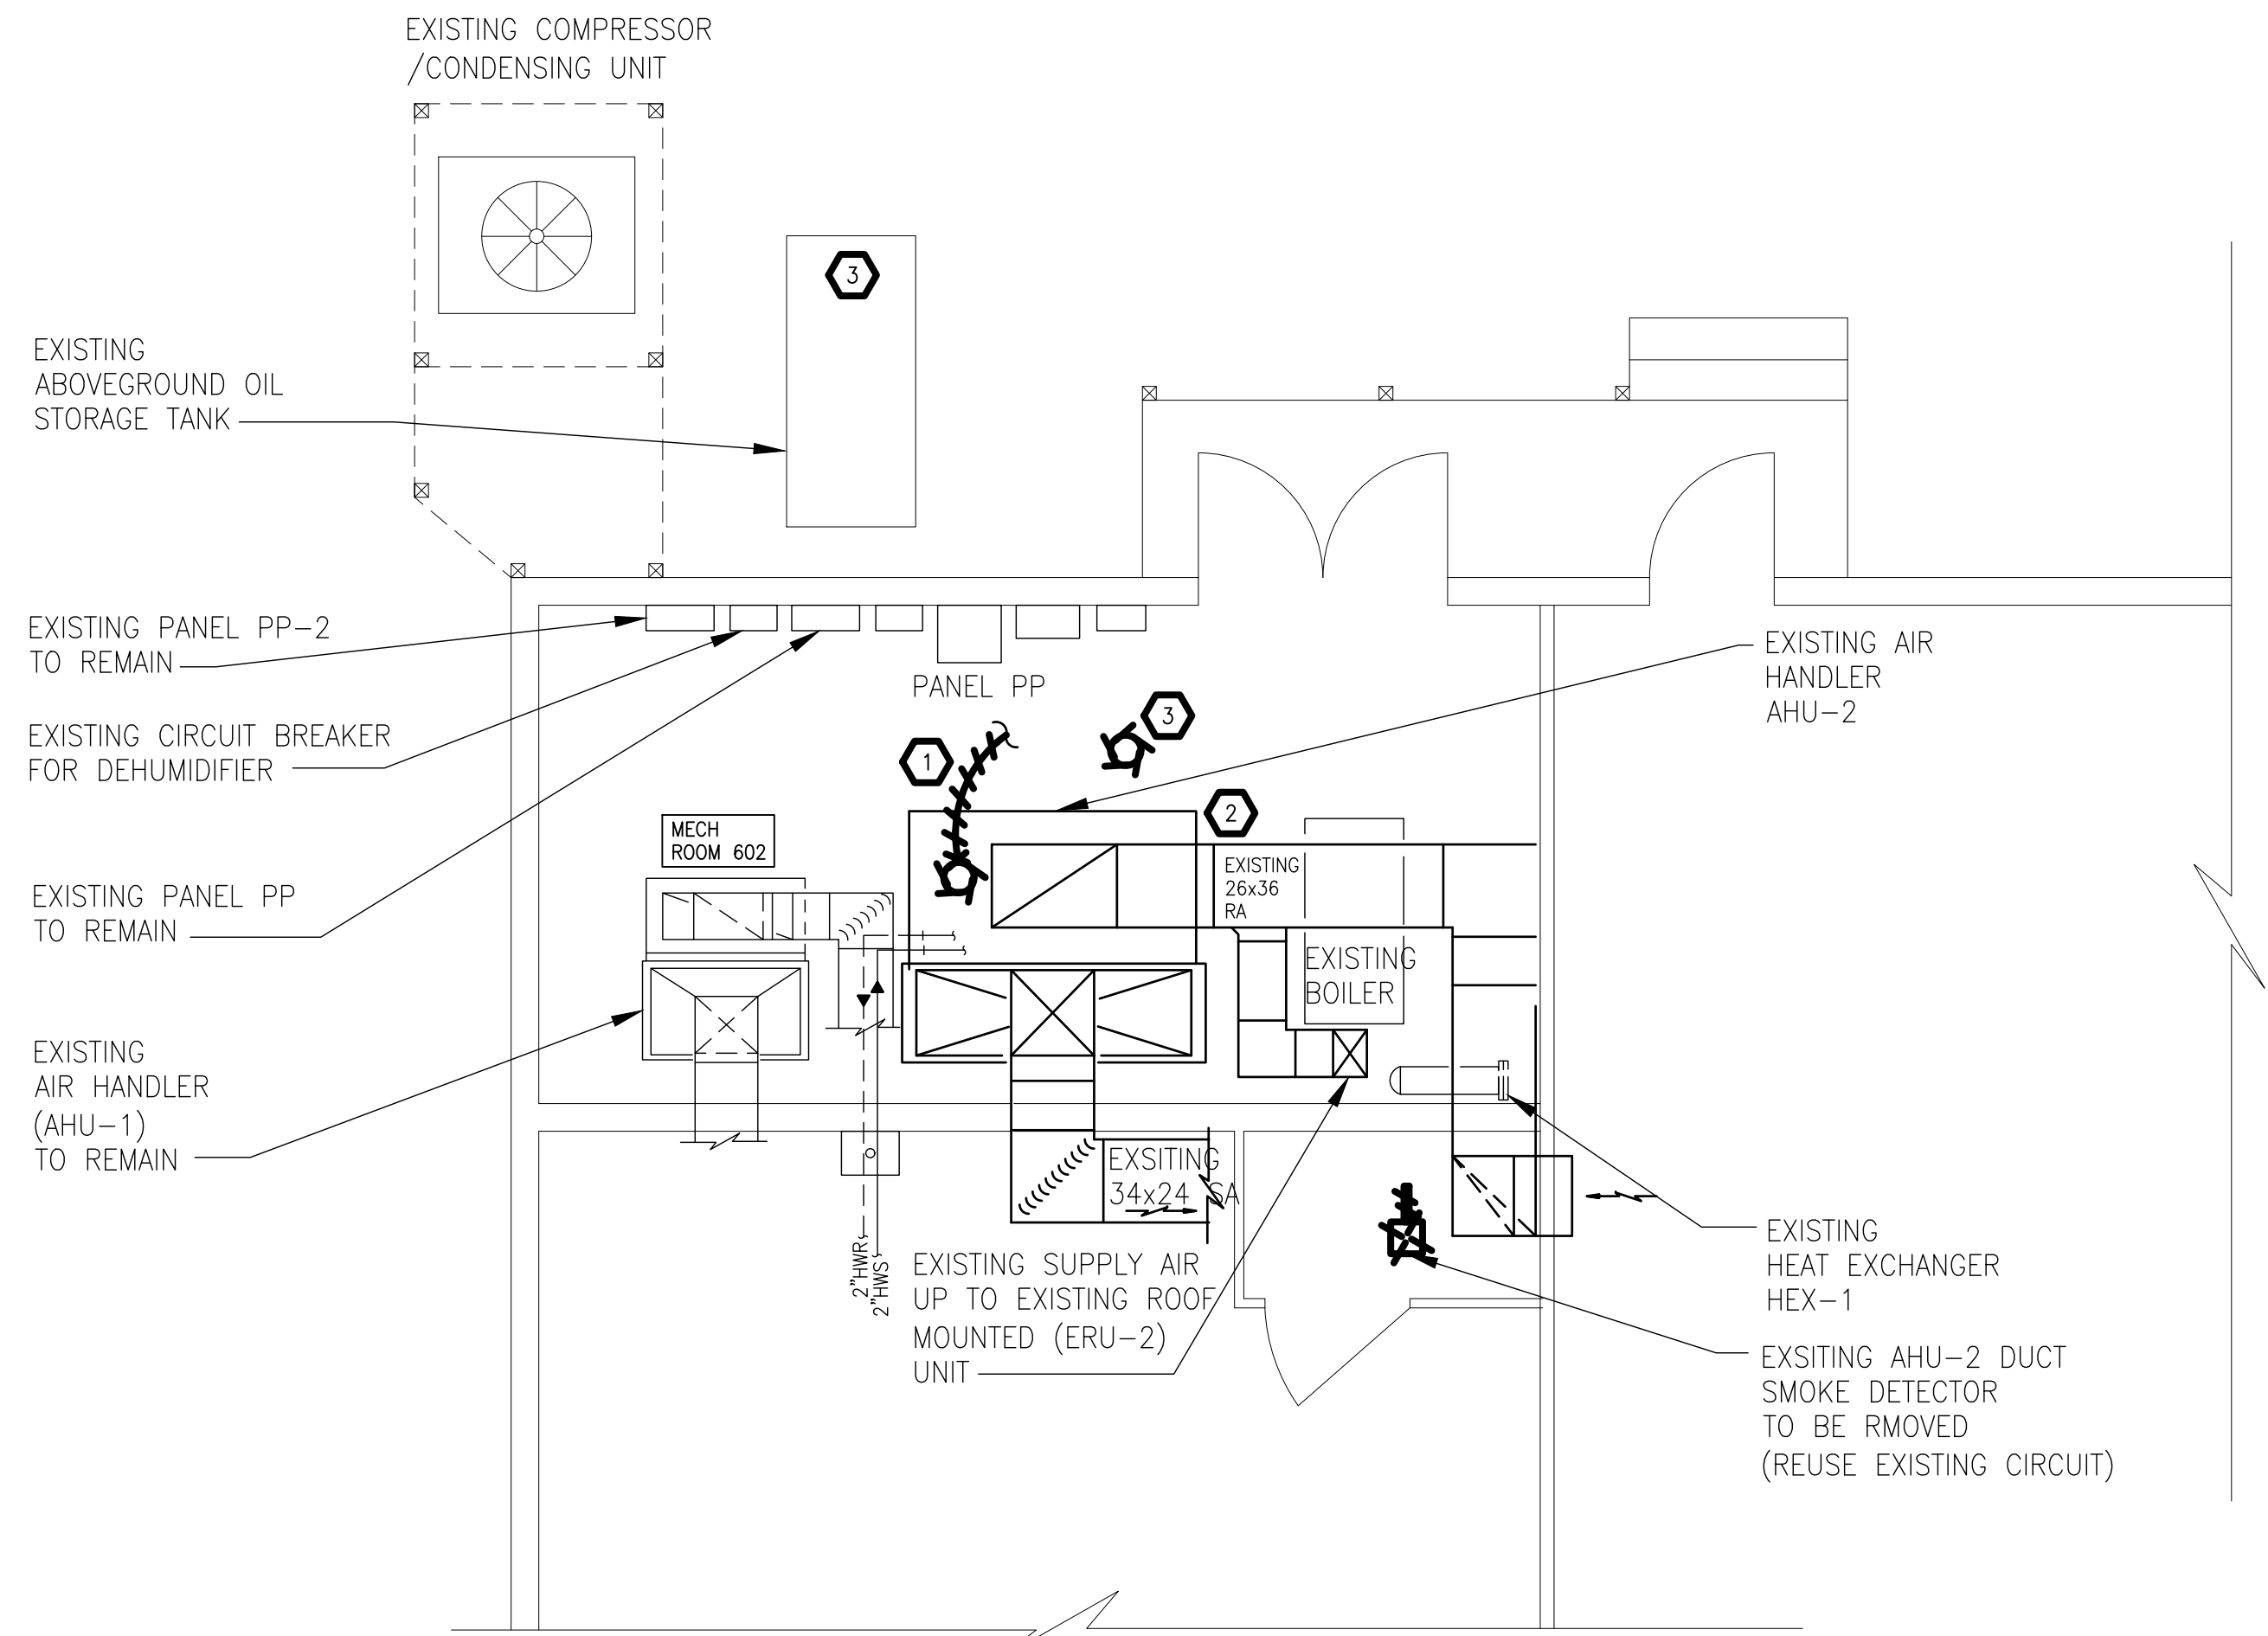 EXISTING COMPRESSOR
/CONDENSING UNIT
3
EXISTING
ABOVEGROUND OIL
STORAGE TANK
EXISTING PANEL PP-2
TO REMAIN
EXISTING CIRCUIT BREAKER
FOR DEHUMIDIFIER
EXISTING PANEL PP
TO REMAIN
EXISTING
AIR HANDLER
(AHU-1)
TO REMAIN
PANEL PP
1
3
2
MECH
ROOM 602
EXISTING
26x36
RA
EXISTING
BOILER
EXISTING AIR
HANDLER
AHU-2
EXSITING
34x24 SA
2"HWR
2"HWS
EXISTING SUPPLY AIR
UP TO EXISTING ROOF
MOUNTED (ERU-2)
UNIT
EXISTING
HEAT EXCHANGER
HEX-1
EXSITING AHU-2 DUCT
SMOKE DETECTOR
TO BE RMOVED
(REUSE EXISTING CIRCUIT)